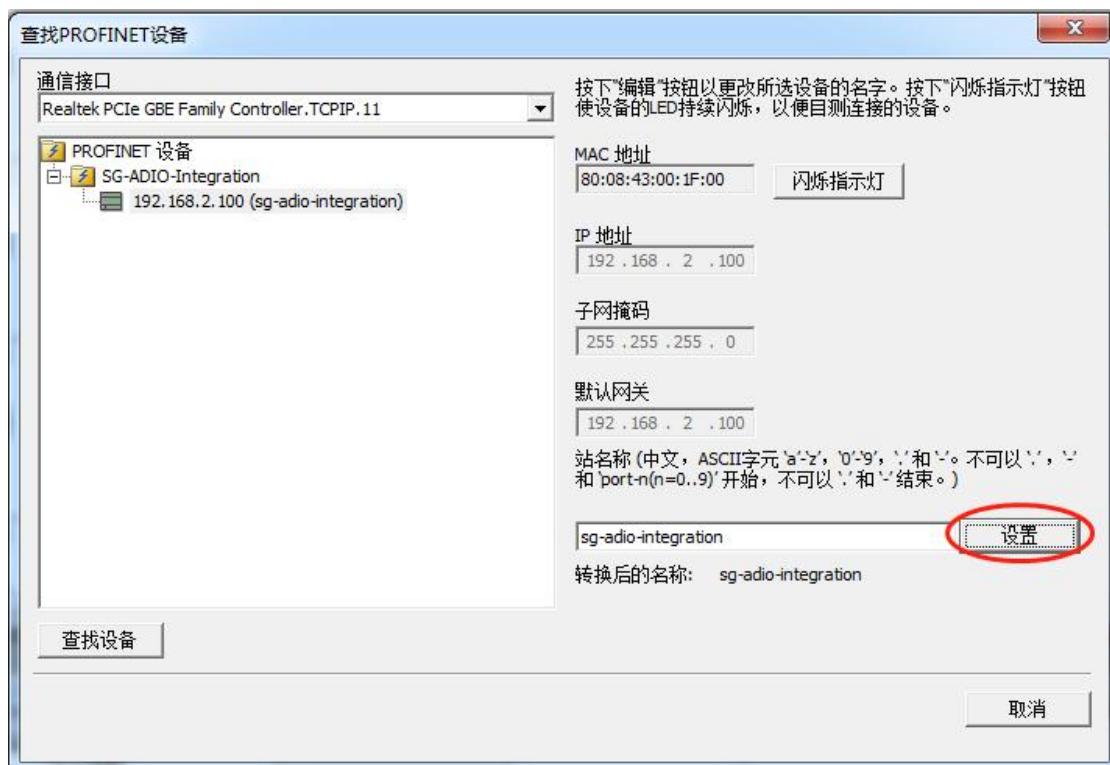 查找PROFINET设备
通信接口
Realtek PCIe GBE Family Controller.TCPIP.11
PROFINET 设备
SG-ADIO-Integration
192.168.2.100 (sg-adio-integration)
查找设备
按下"编辑"按钮以更改所选设备的名字。按下"闪烁指示灯"按钮
使设备的LED持续闪烁，以便目测连接的设备。
MAC 地址
80:08:43:00:1F:00
闪烁指示灯
IP 地址
192 . 168 . 2 . 100
子网掩码
255 . 255 . 255 . 0
默认网关
192 . 168 . 2 . 100
站名称 (中文，ASCII字元 'a'-'z'，'0'-'9'，'.' 和 '-'。不可以 '.'，'-'
和 'port-n(n=0..9)' 开始，不可以 '.' 和 '-' 结束。)
sg-adio-integration
设置
转换后的名称: sg-adio-integration
取消